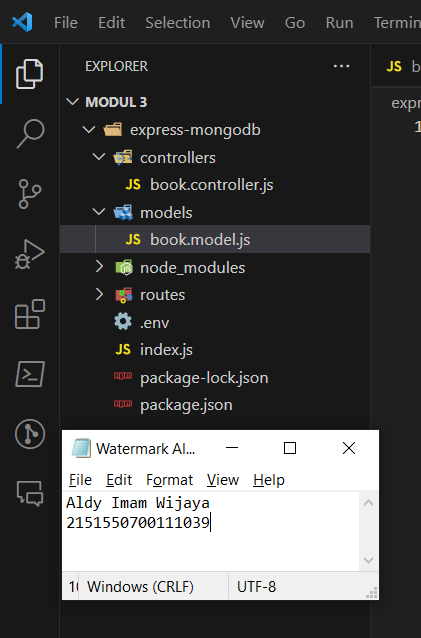 File Edit Selection View Go Run Termin
EXPLORER ...
JS b
MODUL 3
expr
express-mongodb
1
controllers
JS book.controller.js
models
JS book.model.js
node_modules
routes
.env
JS index.js
package-lock.json
package.json
Watermark Al...
File Edit Format View Help
Aldy Imam Wijaya
2151550700111039
10 Windows (CRLF) UTF-8